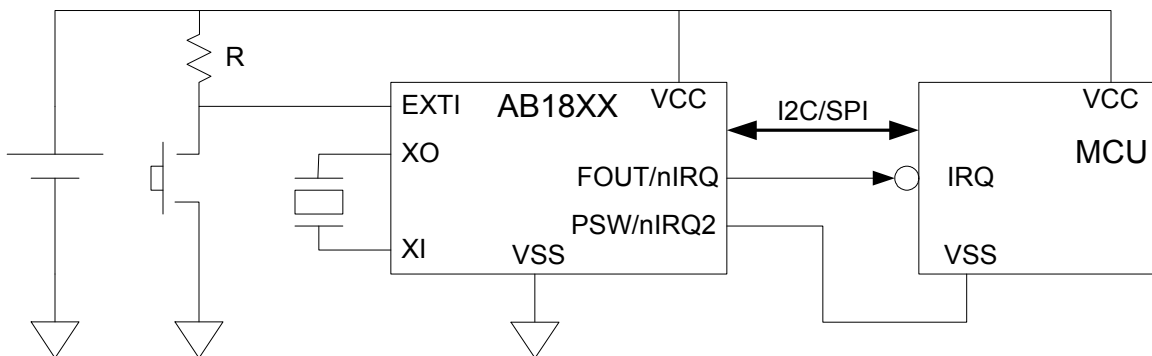 R
EXTI
AB18XX
VCC
I2C/SPI
VCC
XO
MCU
FOUT/nIRQ
IRQ
PSW/nIRQ2
XI
VSS
VSS